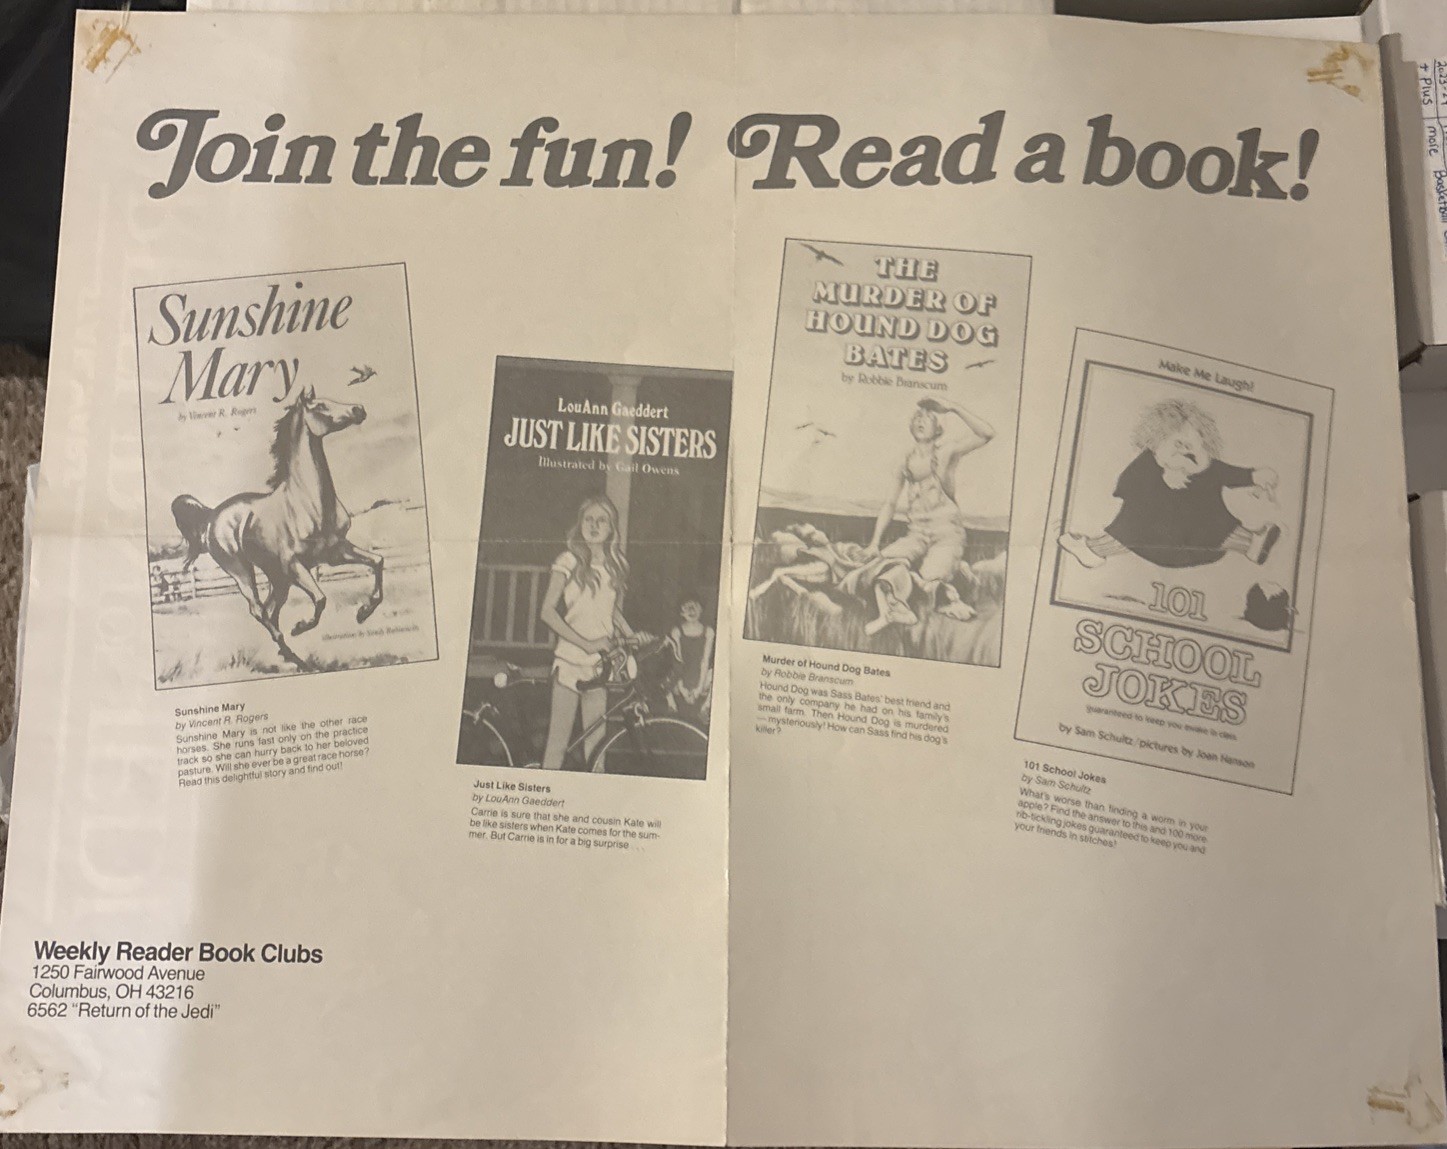 Join the fun! Read a book!
Sunshine
Mary
by Vincent R. Rogers
Sunshine Mary
by Vincent R. Rogers
Sunshine Mary is not like the other race
horses. She runs fast only on the practice
track so she can hurry back to her beloved
pasture. Will she ever be a great race horse?
Read this delightful story and find out!
LouAnn Gaeddert
JUST LIKE SISTERS
Illustrated by Gail Owens
Just Like Sisters
by LouAnn Gaeddert
Carrie is sure that she and cousin Kate will
be like sisters when Kate comes for the sum-
mer. But Carrie is in for a big surprise . . .
THE
MURDER OF
HOUND DOG
BATES
by Robbie Branscum
Murder of Hound Dog Bates
by Robbie Branscum
Hound Dog was Sass Bates' best friend and
the only company he had on his family's
small farm. Then Hound Dog is murdered
—mysteriously! How can Sass find his dog's
killer?
Make Me Laugh!
101
SCHOOL
JOKES
guaranteed to keep you awake in class
by Sam Schultz/pictures by Joan Hanson
101 School Jokes
by Sam Schultz
What's worse than finding a worm in your
apple? Find the answer to this and 100 more
rib-tickling jokes guaranteed to keep you and
your friends in stitches!
Weekly Reader Book Clubs
1250 Fairwood Avenue
Columbus, OH 43216
6562 "Return of the Jedi"
+ Plus more Basketball